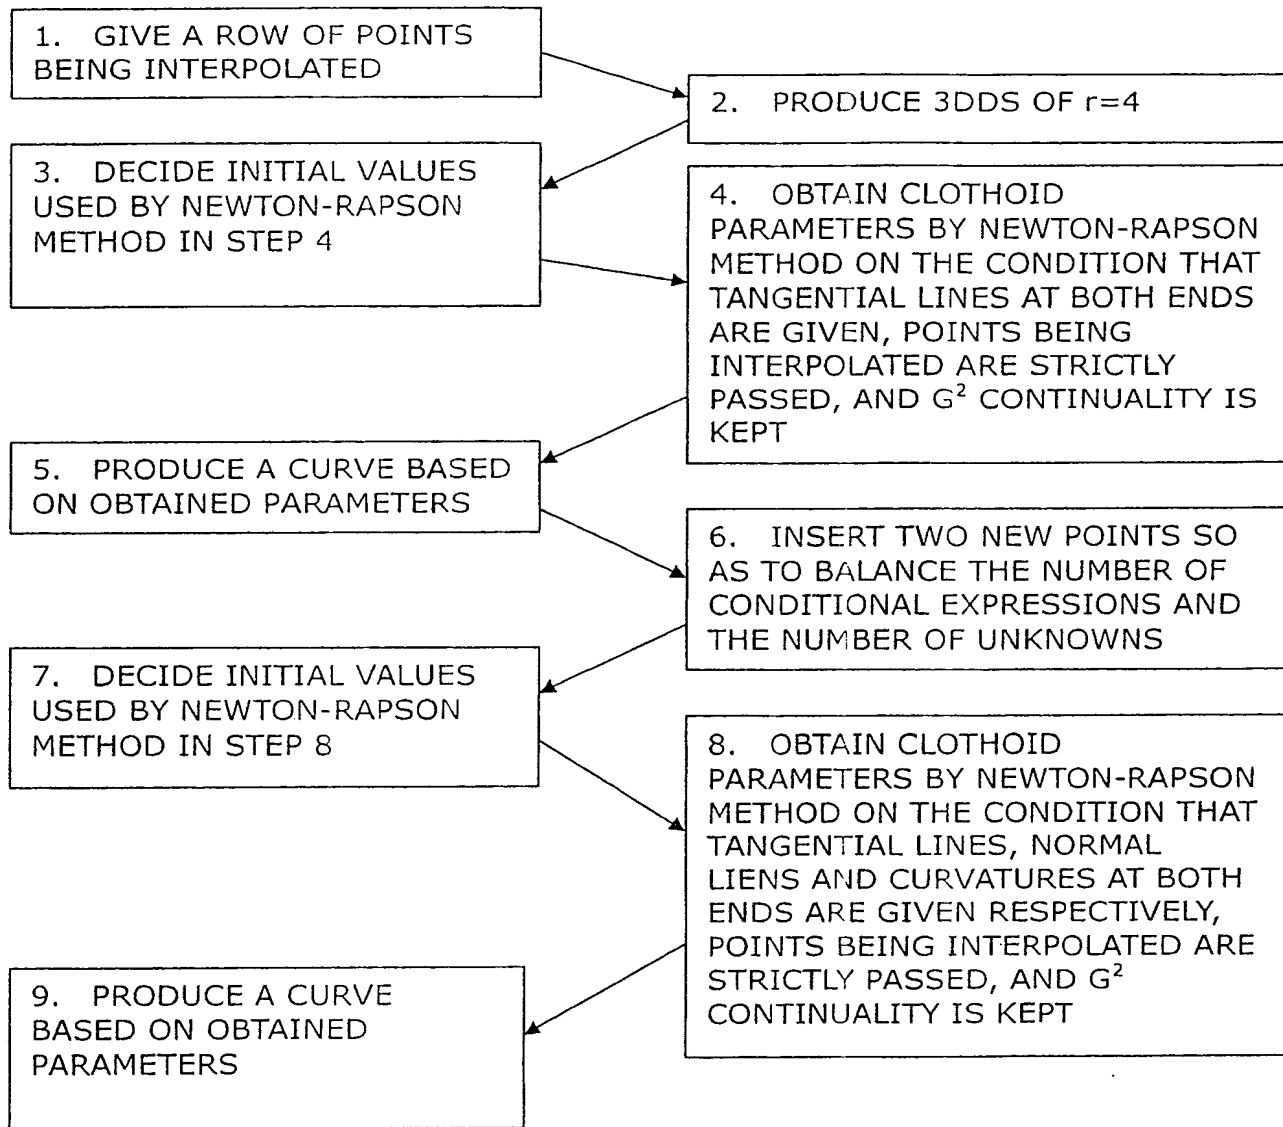 1. GIVE A ROW OF POINTS
BEING INTERPOLATED
2. PRODUCE 3DDS OF r=4
3. DECIDE INITIAL VALUES
USED BY NEWTON-RAPSON
METHOD IN STEP 4
4. OBTAIN CLOTHOID
PARAMETERS BY NEWTON-RAPSON
METHOD ON THE CONDITION THAT
TANGENTIAL LINES AT BOTH ENDS
ARE GIVEN, POINTS BEING
INTERPOLATED ARE STRICTLY
PASSED, AND G² CONTINUALITY IS
KEPT
5. PRODUCE A CURVE BASED
ON OBTAINED PARAMETERS
6. INSERT TWO NEW POINTS SO
AS TO BALANCE THE NUMBER OF
CONDITIONAL EXPRESSIONS AND
THE NUMBER OF UNKNOWNS
7. DECIDE INITIAL VALUES
USED BY NEWTON-RAPSON
METHOD IN STEP 8
8. OBTAIN CLOTHOID
PARAMETERS BY NEWTON-RAPSON
METHOD ON THE CONDITION THAT
TANGENTIAL LINES, NORMAL
LIENS AND CURVATURES AT BOTH
ENDS ARE GIVEN RESPECTIVELY,
POINTS BEING INTERPOLATED ARE
STRICTLY PASSED, AND G²
CONTINUALITY IS KEPT
9. PRODUCE A CURVE
BASED ON OBTAINED
PARAMETERS